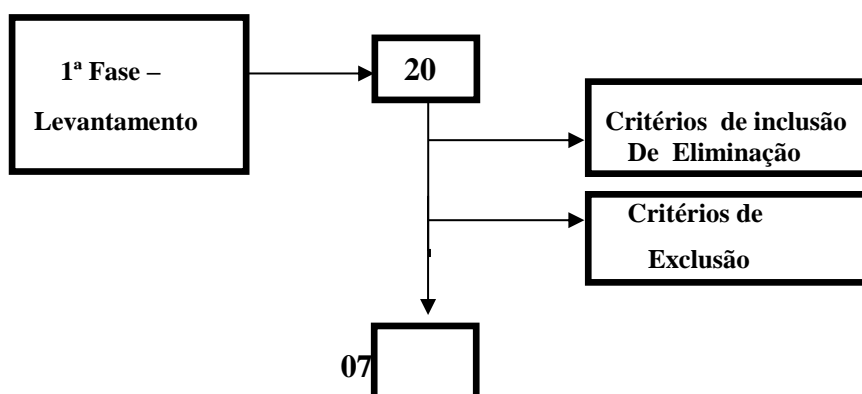 1ª Fase –
Levantamento
20
Critérios de inclusão
De Eliminação
Critérios de
Exclusão
07